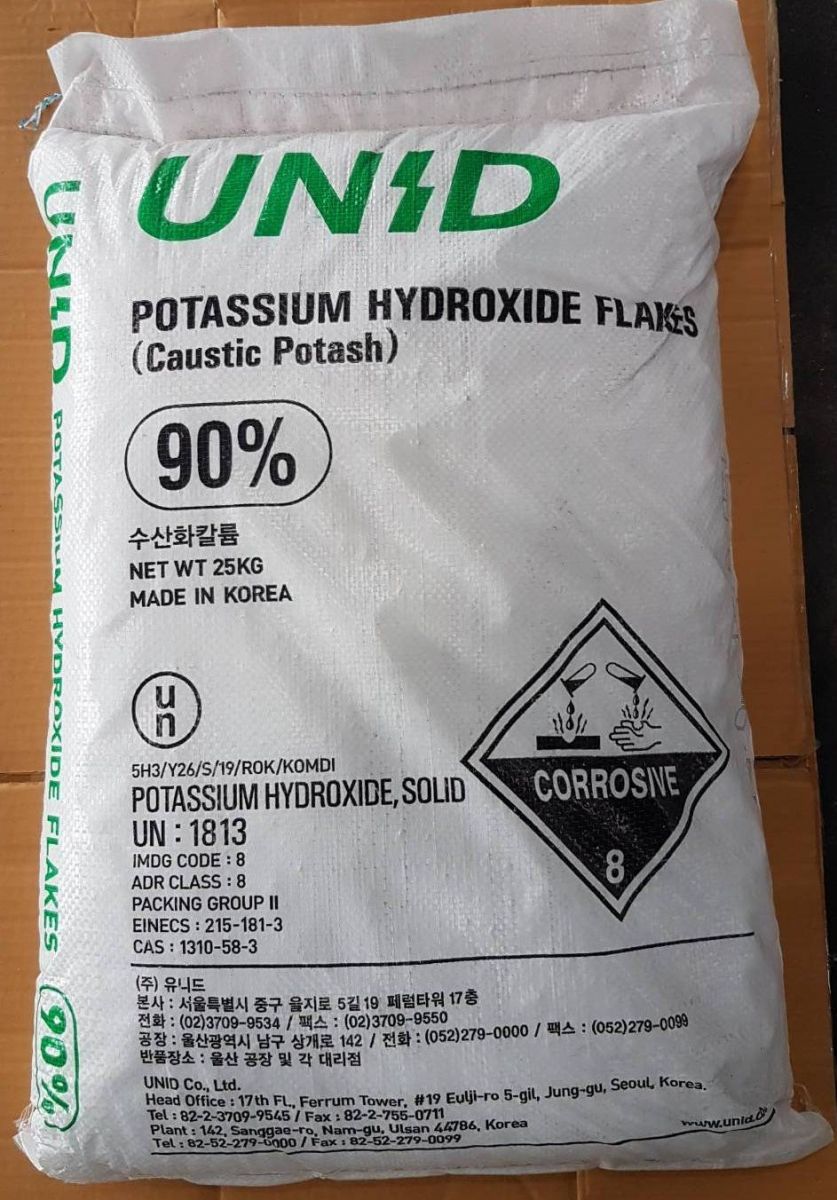 UNID
POTASSIUM HYDROXIDE FLAKES
(Caustic Potash)
90%
수산화칼륨
NET WT 25KG
MADE IN KOREA
un
5H3/Y26/S/19/ROK/KOMDI
POTASSIUM HYDROXIDE, SOLID
UN : 1813
IMDG CODE : 8
ADR CLASS : 8
PACKING GROUP II
EINECS : 215-181-3
CAS : 1310-58-3
CORROSIVE
8
(주) 유니드
본사 : 서울특별시 중구 을지로 5길 19 페럼타워 17층
전화 : (02)3709-9534 / 팩스 : (02)3709-9550
공장 : 울산광역시 남구 상개로 142 / 전화 : (052)279-0000 / 팩스 : (052)279-0099
반품장소 : 울산 공장 및 각 대리점
UNID Co., Ltd.
Head Office : 17th FL., Ferrum Tower, #19 Eulji-ro 5-gil, Jung-gu, Seoul, Korea.
Tel : 82-2-3709-9545 / Fax : 82-2-755-0711
Plant : 142, Sanggae-ro, Nam-gu, Ulsan 44786, Korea
Tel : 82-52-279-0000 / Fax : 82-52-279-0099
UNID POTASSIUM HYDROXIDE FLAKES 90%